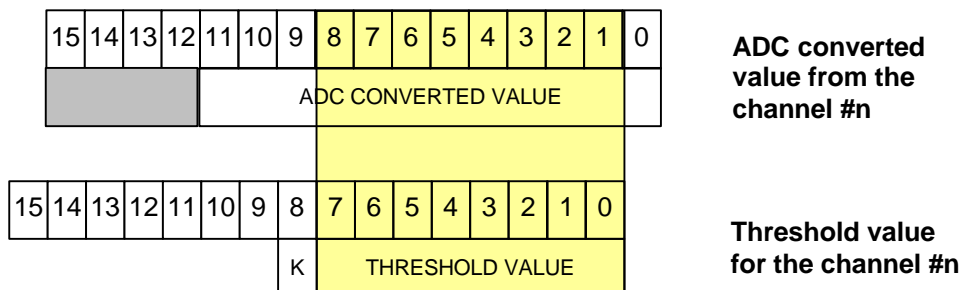 15 14 13 12 11 10 9 8 7 6 5 4 3 2 1 0
ADC CONVERTED VALUE
ADC converted
value from the
channel #n
15 14 13 12 11 10 9 8 7 6 5 4 3 2 1 0
K THRESHOLD VALUE
Threshold value
for the channel #n